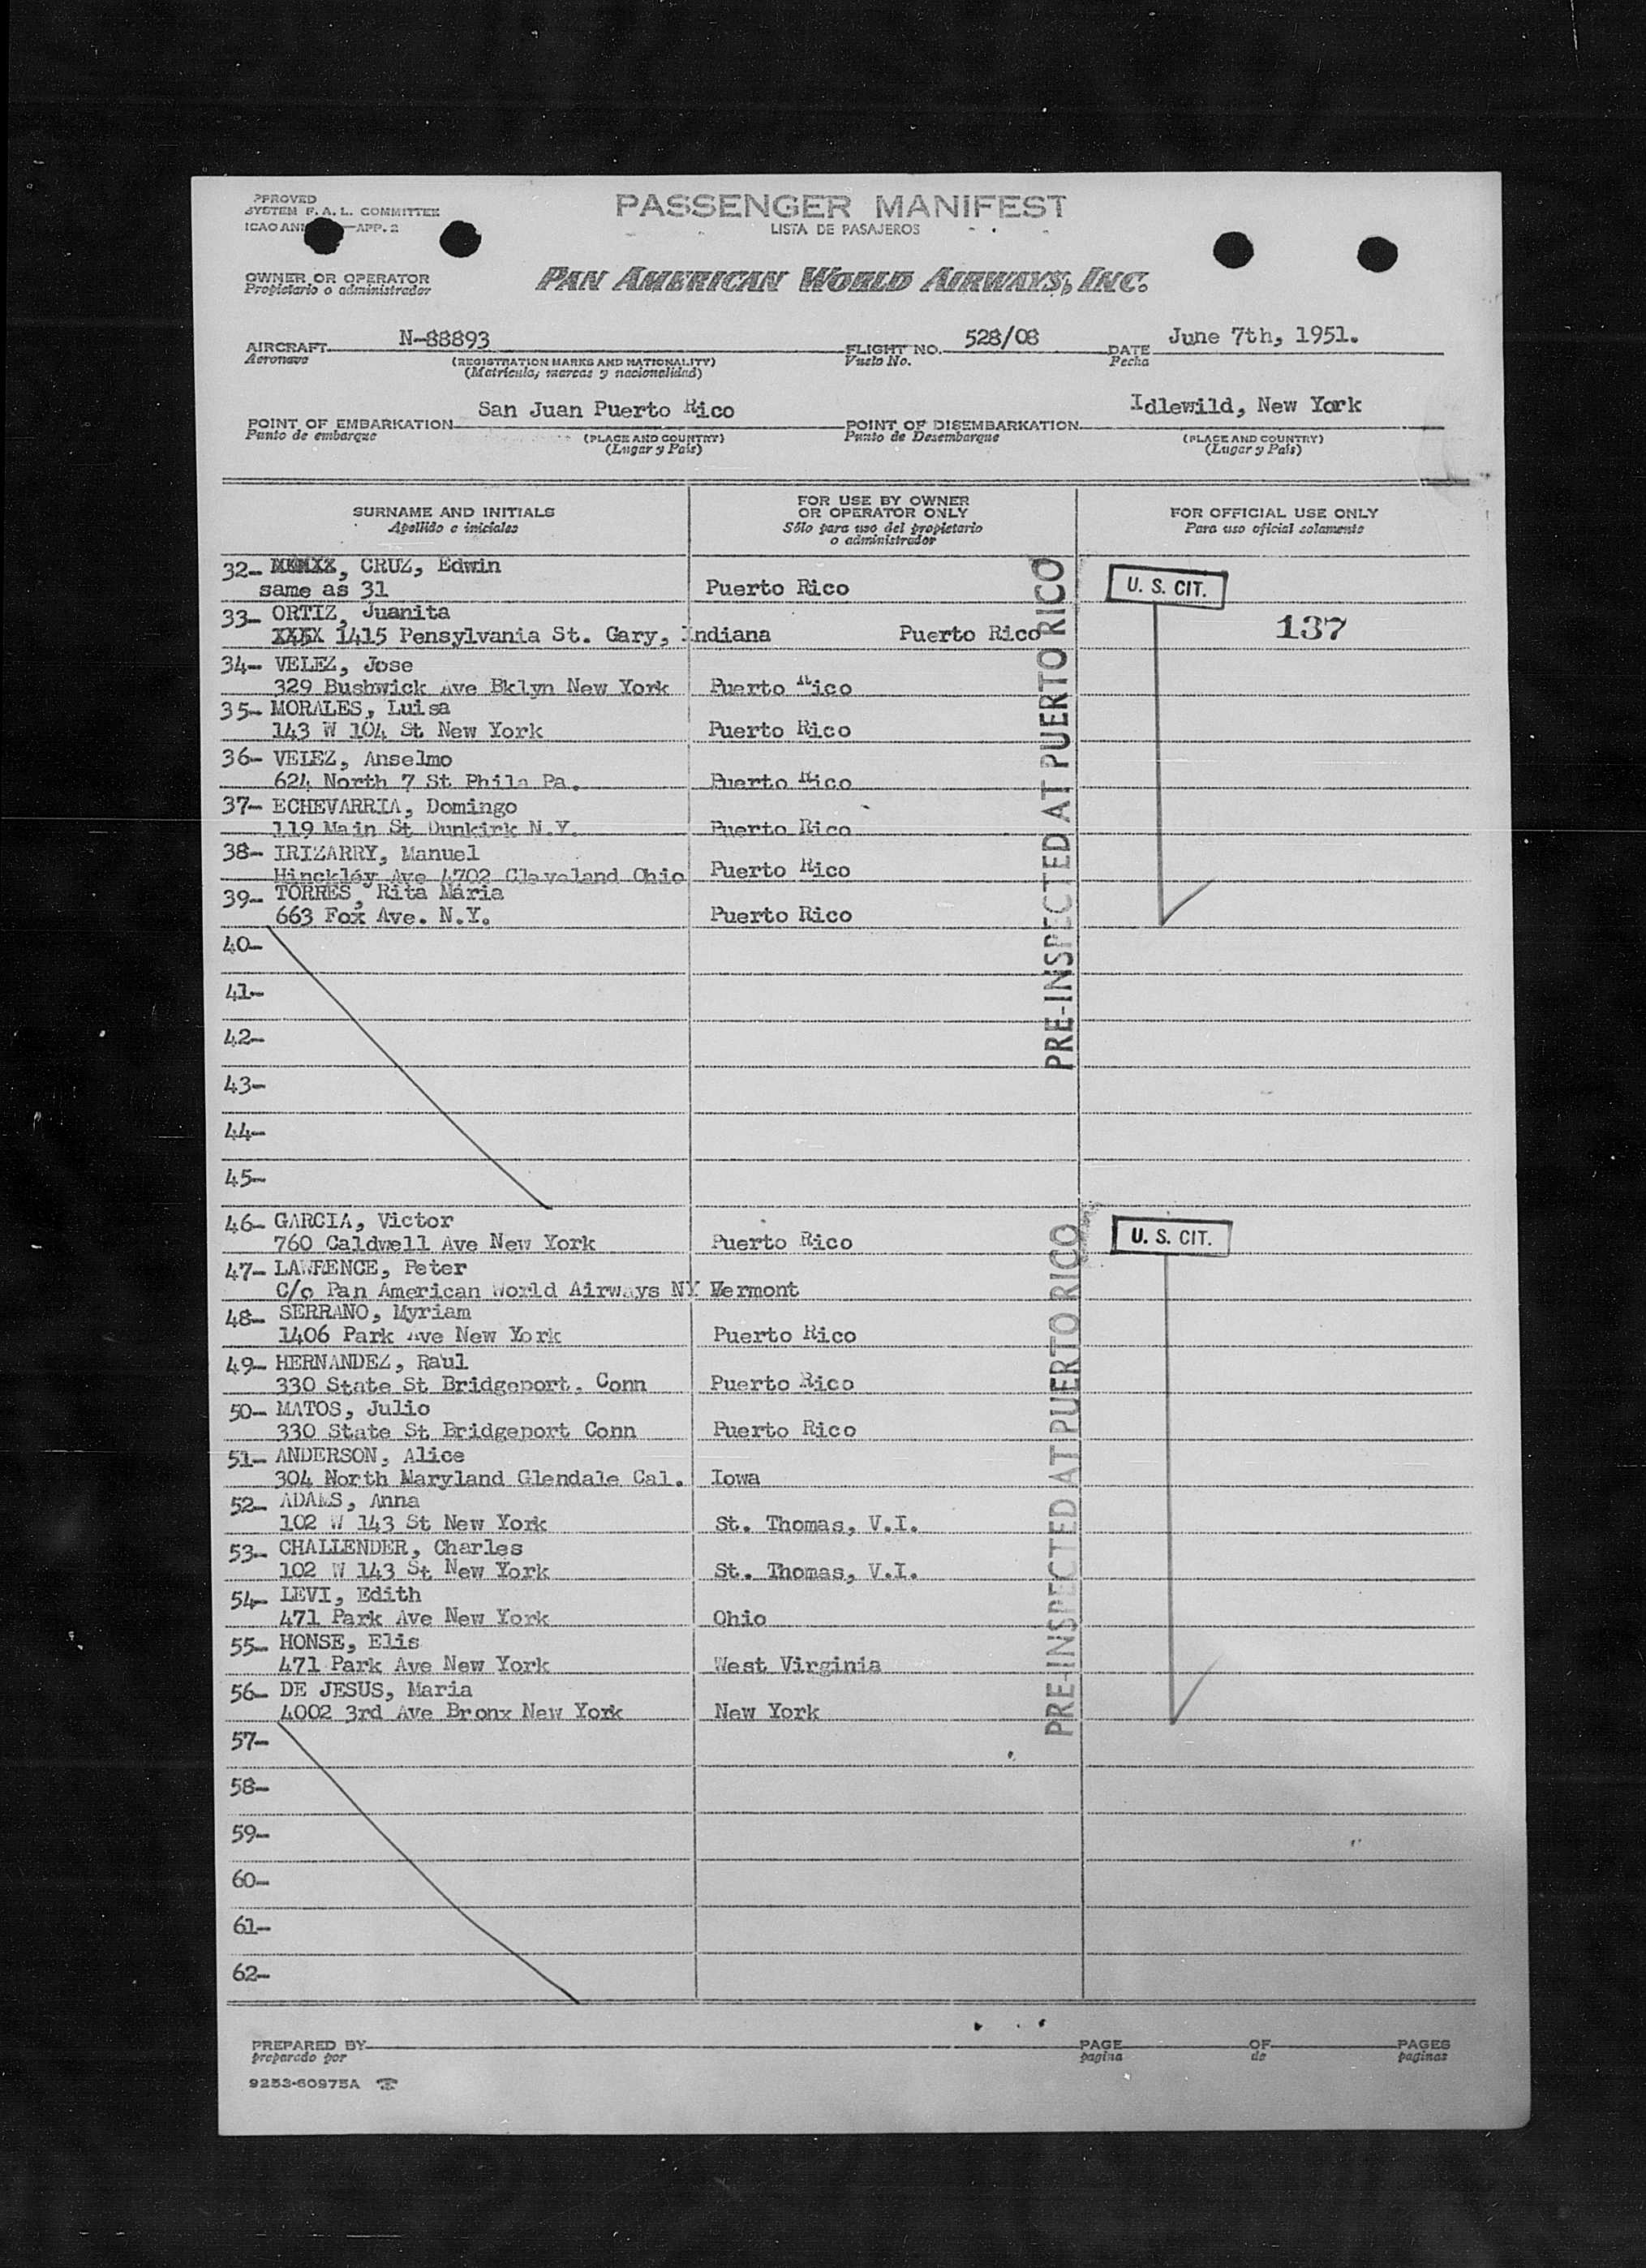 APPROVED
SYSTEM F. A. L. COMMITTEE
ICAO APP. 2
PASSENGER MANIFEST
LISTA DE PASAJEROS
OWNER OR OPERATOR
Propietario o administrador
PAN AMERICAN WORLD AIRWAYS, INC.
AIRCRAFT N-88893 FLIGHT NO. 528/08 DATE June 7th, 1951.
Aeronave (REGISTRATION MARKS AND NATIONALITY) Vuelo No. Fecha
(Matrícula, marcas y nacionalidad)
POINT OF EMBARKATION San Juan Puerto Rico POINT OF DISEMBARKATION Idlewild, New York
Punto de embarque (PLACE AND COUNTRY) Punto de Desembarque (PLACE AND COUNTRY)
(Lugar y País) (Lugar y País)
SURNAME AND INITIALS
Apellido e iniciales
FOR USE BY OWNER
OR OPERATOR ONLY
Sólo para uso del propietario
o administrador
FOR OFFICIAL USE ONLY
Para uso oficial solamente
32- CRUZ, Edwin
same as 31 Puerto Rico U. S. CIT.
33- ORTIZ, Juanita
1415 Pensylvania St. Gary, Indiana Puerto Rico 137
34- VELEZ, Jose
329 Bushwick Ave Bklyn New York Puerto Rico
35- MORALES, Luisa
143 W 104 St New York Puerto Rico
36- VELEZ, Anselmo
624 North 7 St Phila Pa. Puerto Rico
37- ECHEVARRIA, Domingo
119 Main St Dunkirk N.Y. Puerto Rico
38- IRIZARRY, Manuel
Hinckley Ave 4702 Cleveland Ohio Puerto Rico
39- TORRES, Rita Maria
663 Fox Ave. N.Y. Puerto Rico
PRE-INSPECTED AT PUERTO RICO
40-
41-
42-
43-
44-
45-
46- GARCIA, Victor
760 Caldwell Ave New York Puerto Rico U. S. CIT.
47- LAWRENCE, Peter
C/o Pan American World Airways NY Vermont
48- SERRANO, Myriam
1406 Park Ave New York Puerto Rico
49- HERNANDEZ, Raul
330 State St Bridgeport, Conn Puerto Rico
50- MATOS, Julio
330 State St Bridgeport Conn Puerto Rico
51- ANDERSON, Alice
304 North Maryland Glendale Cal. Iowa
52- ADAMS, Anna
102 W 143 St New York St. Thomas, V.I.
53- CHALLENDER, Charles
102 W 143 St New York St. Thomas, V.I.
54- LEVI, Edith
471 Park Ave New York Ohio
55- HONSE, Elis
471 Park Ave New York West Virginia
56- DE JESUS, Maria
4002 3rd Ave Bronx New York New York
PRE-INSPECTED AT PUERTO RICO
57-
58-
59-
60-
61-
62-
PREPARED BY PAGE OF PAGES
preparado por pagina de paginas
9253-60975A